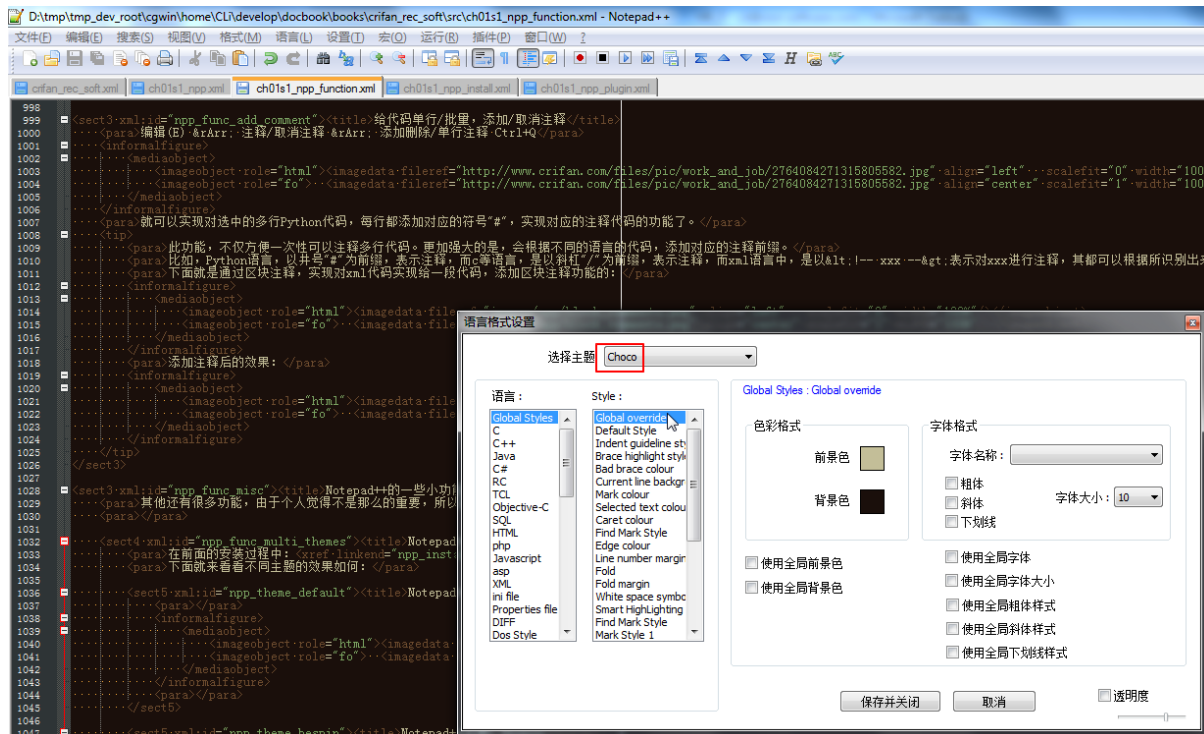 D:\tmp\tmp_dev_root\cgwin\home\CLi\develop\docbook\books\crifan_rec_soft\src\ch01s1_npp_function.xml - Notepad++
文件(F) 编辑(E) 搜索(S) 视图(V) 格式(M) 语言(L) 设置(T) 宏(O) 运行(R) 插件(P) 窗口(W) ?
crifan_rec_soft.xml ch01s1_npp.xml ch01s1_npp_function.xml ch01s1_npp_install.xml ch01s1_npp_plugin.xml
998
999 <sect3·xml:id="npp_func_add_comment"><title>给代码单行/批量，添加/取消注释</title>
1000 ····<para>编辑(E)·&rArr;·注释/取消注释·&rArr;·添加删除/单行注释·Ctrl+Q</para>
1001 ····<informalfigure>
1002 ········<mediaobject>
1003 ············<imageobject·role="html"><imagedata·fileref="http://www.crifan.com/files/pic/work_and_job/2764084271315805582.jpg"·align="left"···scalefit="0"·width="100
1004 ············<imageobject·role="fo">··<imagedata·fileref="http://www.crifan.com/files/pic/work_and_job/2764084271315805582.jpg"·align="center"·scalefit="1"·width="100
1005 ········</mediaobject>
1006 ····</informalfigure>
1007 ····<para>就可以实现对选中的多行Python代码，每行都添加对应的符号"#"，实现对应的注释代码的功能了。</para>
1008 ····<tip>
1009 ········<para>此功能，不仅方便一次性可以注释多行代码。更加强大的是，会根据不同的语言的代码，添加对应的注释前缀。</para>
1010 ········<para>比如，Python语言，以井号"#"为前缀，表示注释，而c等语言，是以斜杠"/"为前缀，表示注释，而xml语言中，是以&lt;!--·xxx·--&gt;表示对xxx进行注释，其都可以根据所识别出
1011 ········<para>下面就是通过区块注释，实现对xml代码实现给一段代码，添加区块注释功能的：</para>
1012 ········<informalfigure>
1013 ············<mediaobject>
1014 ················<imageobject·role="html"><imagedata·file
1015 ················<imageobject·role="fo">··<imagedata·file
1016 ············</mediaobject>
1017 ········</informalfigure>
1018 ········<para>添加注释后的效果：</para>
1019 ········<informalfigure>
1020 ············<mediaobject>
1021 ················<imageobject·role="html"><imagedata·file
1022 ················<imageobject·role="fo">··<imagedata·file
1023 ············</mediaobject>
1024 ········</informalfigure>
1025 ····</tip>
1026 </sect3>
1027
1028 <sect3·xml:id="npp_func_misc"><title>Notepad++的一些小功
1029 ····<para>其他还有很多功能，由于个人觉得不是那么的重要，所以
1030 ····<para></para>
1031
1032 ····<sect4·xml:id="npp_func_multi_themes"><title>Notepad
1033 ········<para>在前面的安装过程中：<xref·linkend="npp_inst
1034 ········<para>下面就来看看不同主题的效果如何：</para>
1035
1036 ········<sect5·xml:id="npp_theme_default"><title>Notepad
1037 ············<para></para>
1038 ············<informalfigure>
1039 ················<mediaobject>
1040 ····················<imageobject·role="html"><imagedata·
1041 ····················<imageobject·role="fo">··<imagedata·
1042 ················</mediaobject>
1043 ············</informalfigure>
1044 ············<para></para>
1045 ········</sect5>
1046
1047 ········<sect5·xml:id="npp_theme_hespin"><title>Notepad+
语言格式设置
选择主题 Choco
语言：
Global Styles
C
C++
Java
C#
RC
TCL
Objective-C
SQL
HTML
php
Javascript
asp
XML
ini file
Properties file
DIFF
Dos Style
Style：
Global override
Default Style
Indent guideline sty
Brace highlight style
Bad brace colour
Current line backgr
Mark colour
Selected text colou
Caret colour
Find Mark Style
Edge colour
Line number margin
Fold
Fold margin
White space symbo
Smart HighLighting
Find Mark Style
Mark Style 1
Global Styles : Global override
色彩格式
前景色
背景色
使用全局前景色
使用全局背景色
字体格式
字体名称：
粗体
斜体
下划线
字体大小： 10
使用全局字体
使用全局字体大小
使用全局粗体样式
使用全局斜体样式
使用全局下划线样式
保存并关闭 取消 透明度